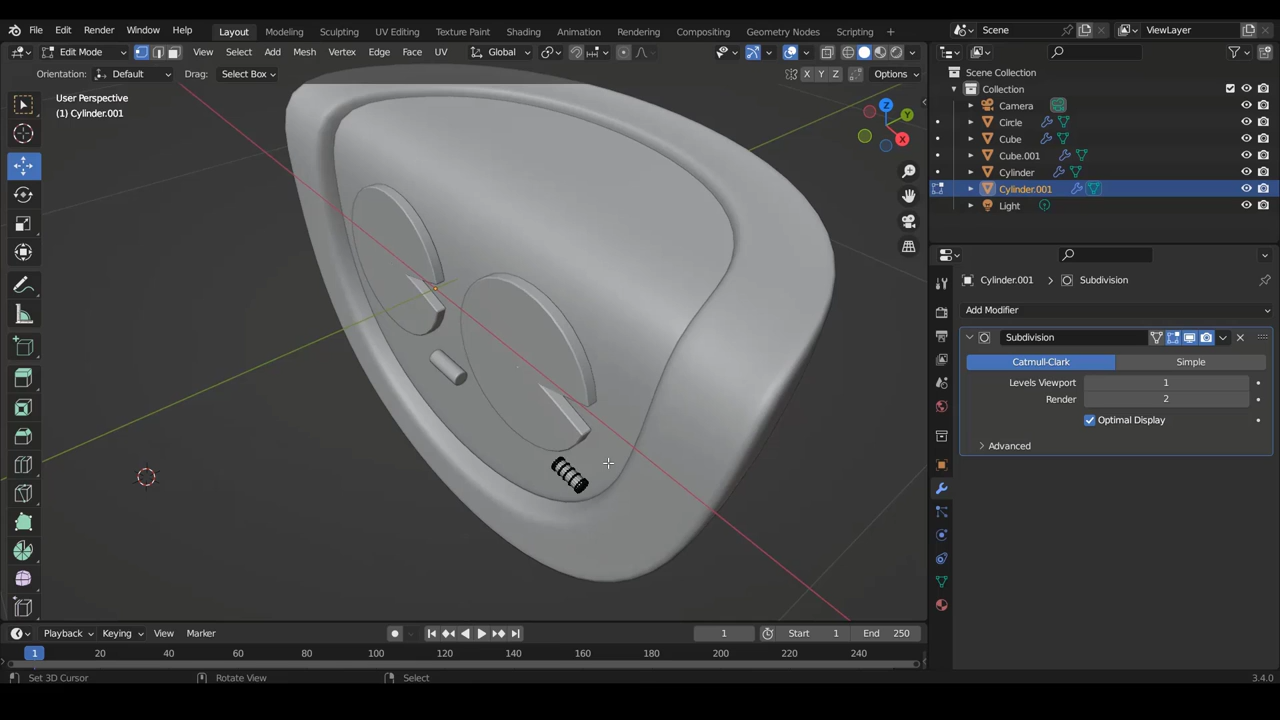 File Edit Render Window Help Layout Modeling Sculpting UV Editing Texture Paint Shading Animation Rendering Compositing Geometry Nodes Scripting + Scene ViewLayer
Edit Mode View Select Add Mesh Vertex Edge Face UV Global
Orientation: Default Drag: Select Box X Y Z Options
User Perspective
(1) Cylinder.001
Z
Y
X
Scene Collection
Collection
Camera
Circle
Cube
Cube.001
Cylinder
Cylinder.001
Light
Cylinder.001 > Subdivision
Add Modifier
Subdivision
Catmull-Clark Simple
Levels Viewport 1
Render 2
Optimal Display
Advanced
Playback Keying View Marker 1 Start 1 End 250
1 20 40 60 80 100 120 140 160 180 200 220 240
Set 3D Cursor Rotate View Select 3.4.0